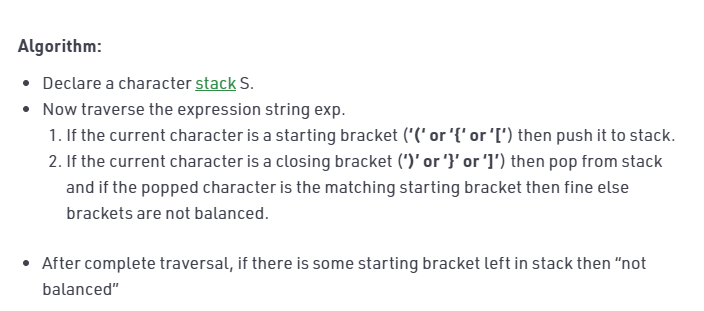 Algorithm:
• Declare a character stack S.
• Now traverse the expression string exp.
1. If the current character is a starting bracket (‘(‘ or ‘{‘ or ‘[‘) then push it to stack.
2. If the current character is a closing bracket (‘)’ or ‘}’ or ‘]’) then pop from stack
and if the popped character is the matching starting bracket then fine else
brackets are not balanced.
• After complete traversal, if there is some starting bracket left in stack then “not
balanced”